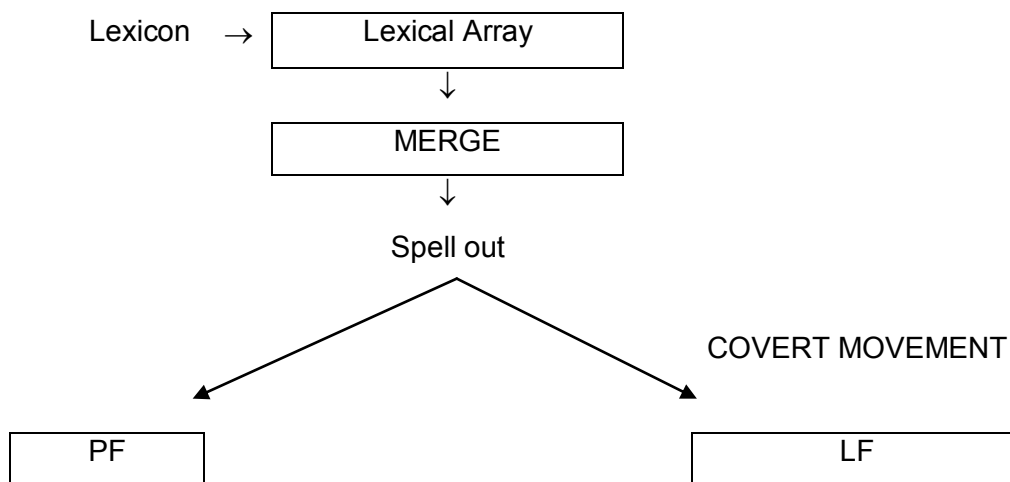 Lexicon → Lexical Array
↓
MERGE
↓
Spell out
COVERT MOVEMENT
PF LF